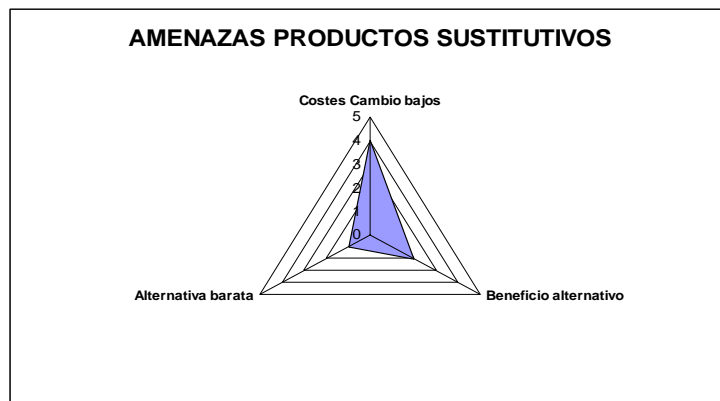 AMENAZAS PRODUCTOS SUSTITUTIVOS
Costes Cambio bajos
5
4
3
2
1
0
Alternativa barata
Beneficio alternativo